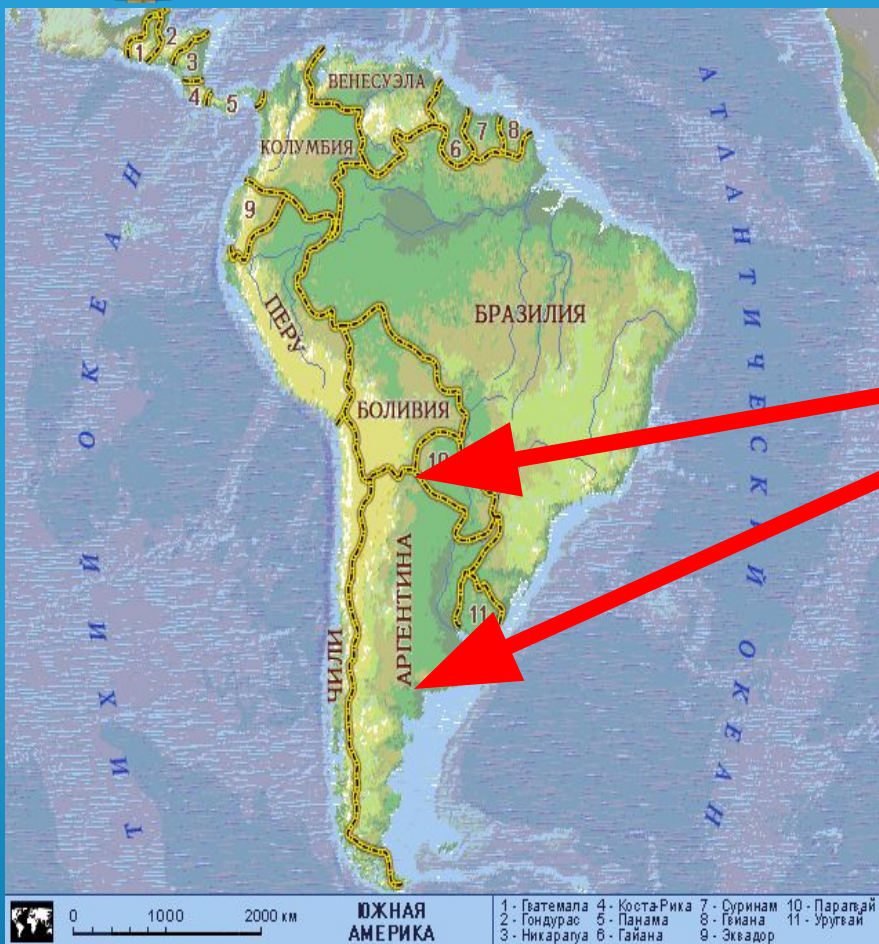 1
2
3
4
5
ВЕНЕСУЭЛА
КОЛУМБИЯ
6
7
8
9
ПЕРУ
БРАЗИЛИЯ
БОЛИВИЯ
10
АРГЕНТИНА
ЧИЛИ
11
ТИХИЙ ОКЕАН
АТЛАНТИЧЕСКИЙ ОКЕАН
0 1000 2000 км
ЮЖНАЯ
АМЕРИКА
1 - Гватемала 4 - Коста-Рика 7 - Суринам 10 - Парагвай
2 - Гондурас 5 - Панама 8 - Гвиана 11 - Уругвай
3 - Никарагуа 6 - Гайана 9 - Эквадор